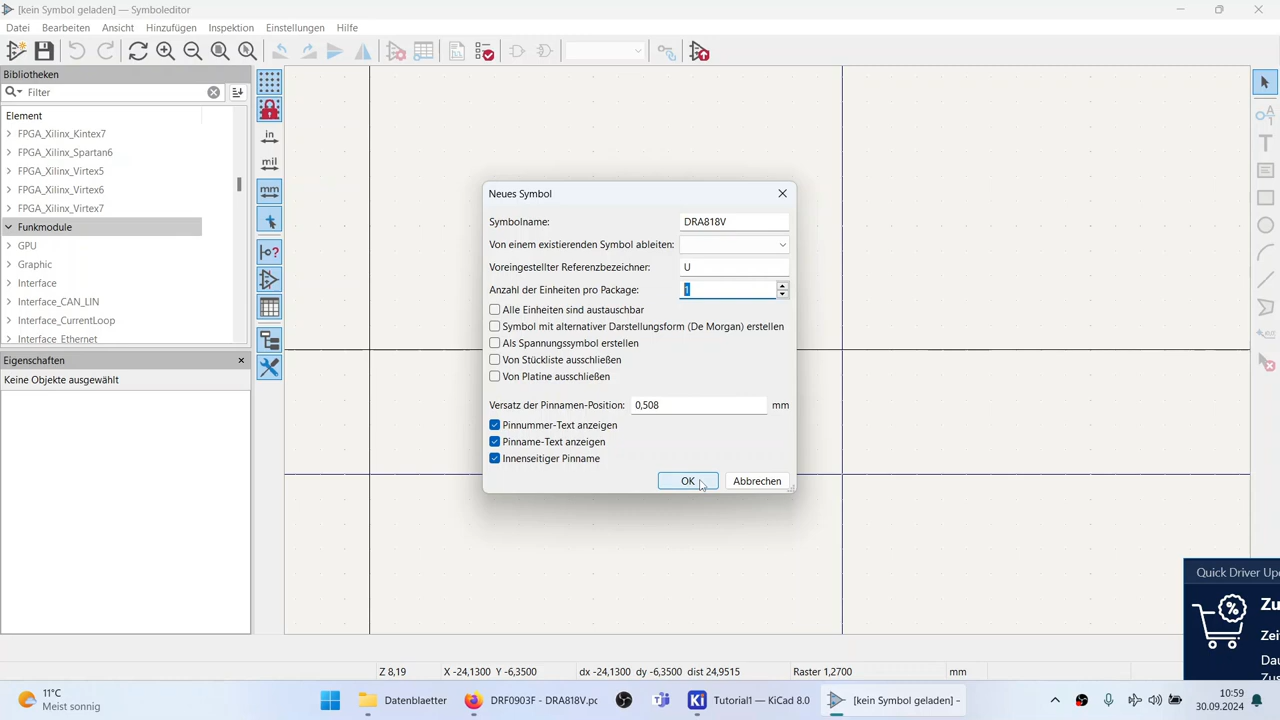 [kein Symbol geladen] — Symboleditor
Datei Bearbeiten Ansicht Hinzufügen Inspektion Einstellungen Hilfe
Bibliotheken
Filter
Element
FPGA_Xilinx_Kintex7
FPGA_Xilinx_Spartan6
FPGA_Xilinx_Virtex5
FPGA_Xilinx_Virtex6
FPGA_Xilinx_Virtex7
Funkmodule
GPU
Graphic
Interface
Interface_CAN_LIN
Interface_CurrentLoop
Interface_Ethernet
Eigenschaften
Keine Objekte ausgewählt
in
mil
mm
Neues Symbol
Symbolname: DRA818V
Von einem existierenden Symbol ableiten:
Voreingestellter Referenzbezeichner: U
Anzahl der Einheiten pro Package: 1
Alle Einheiten sind austauschbar
Symbol mit alternativer Darstellungsform (De Morgan) erstellen
Als Spannungssymbol erstellen
Von Stückliste ausschließen
Von Platine ausschließen
Versatz der Pinnamen-Position: 0,508 mm
Pinnummer-Text anzeigen
Pinname-Text anzeigen
Innenseitiger Pinname
OK Abbrechen
Quick Driver Up
Zu
Zei
Dau
Zus
Z 8,19 X -24,1300 Y -6,3500 dx -24,1300 dy -6,3500 dist 24,9515 Raster 1,2700 mm
11°C
Meist sonnig
Datenblaetter DRF0903F - DRA818V.pc Tutorial1 — KiCad 8.0 [kein Symbol geladen] –
10:59
30.09.2024